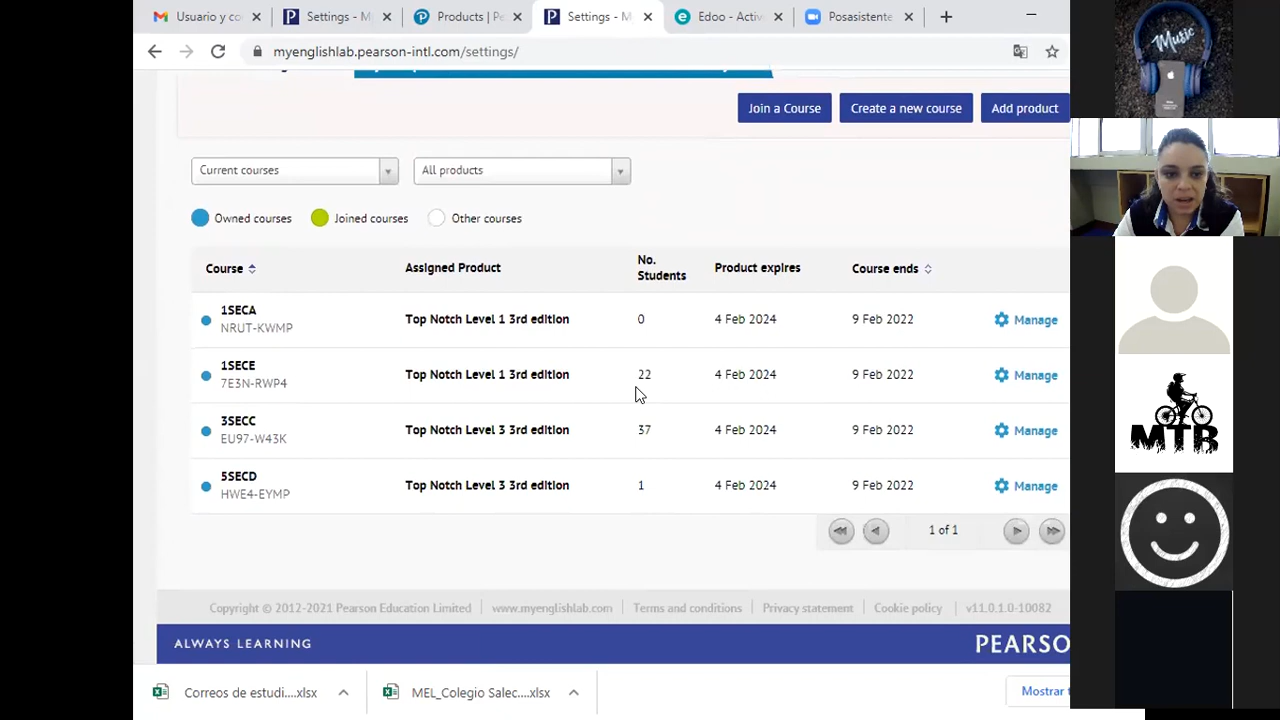 Usuario y co
Settings - M
Products | Pe
Settings - M
Edoo - Activ
Posasistente
myenglishlab.pearson-intl.com/settings/
Join a Course
Create a new course
Add product
Current courses
All products
Owned courses
Joined courses
Other courses
Course
Assigned Product
No.
Students
Product expires
Course ends
1SECA
NRUT-KWMP
Top Notch Level 1 3rd edition
0
4 Feb 2024
9 Feb 2022
Manage
1SECE
7E3N-RWP4
Top Notch Level 1 3rd edition
22
4 Feb 2024
9 Feb 2022
Manage
3SECC
EU97-W43K
Top Notch Level 3 3rd edition
37
4 Feb 2024
9 Feb 2022
Manage
5SECD
HWE4-EYMP
Top Notch Level 3 3rd edition
1
4 Feb 2024
9 Feb 2022
Manage
1 of 1
Copyright © 2012-2021 Pearson Education Limited
www.myenglishlab.com
Terms and conditions
Privacy statement
Cookie policy
v11.0.1.0-10082
ALWAYS LEARNING
PEARSO
Correos de estudi....xlsx
MEL_Colegio Salec....xlsx
Mostrar t
Music
MTB